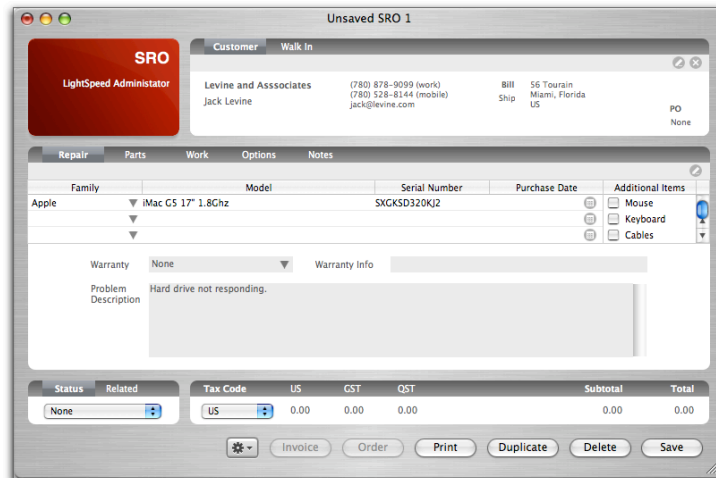 Unsaved SRO 1
SRO
LightSpeed Administator
Customer Walk In
Levine and Asssociates
Jack Levine
(780) 878-9099 (work)
(780) 528-8144 (mobile)
jack@levine.com
Bill
Ship
56 Tourain
Miami, Florida
US
PO
None
Repair Parts Work Options Notes
Family Model Serial Number Purchase Date Additional Items
Apple iMac G5 17" 1.8Ghz SXGKSD320KJ2 Mouse
Keyboard
Cables
Warranty None Warranty Info
Problem Description
Hard drive not responding.
Status Related
None
Tax Code US GST QST Subtotal Total
US 0.00 0.00 0.00 0.00 0.00
Invoice Order Print Duplicate Delete Save